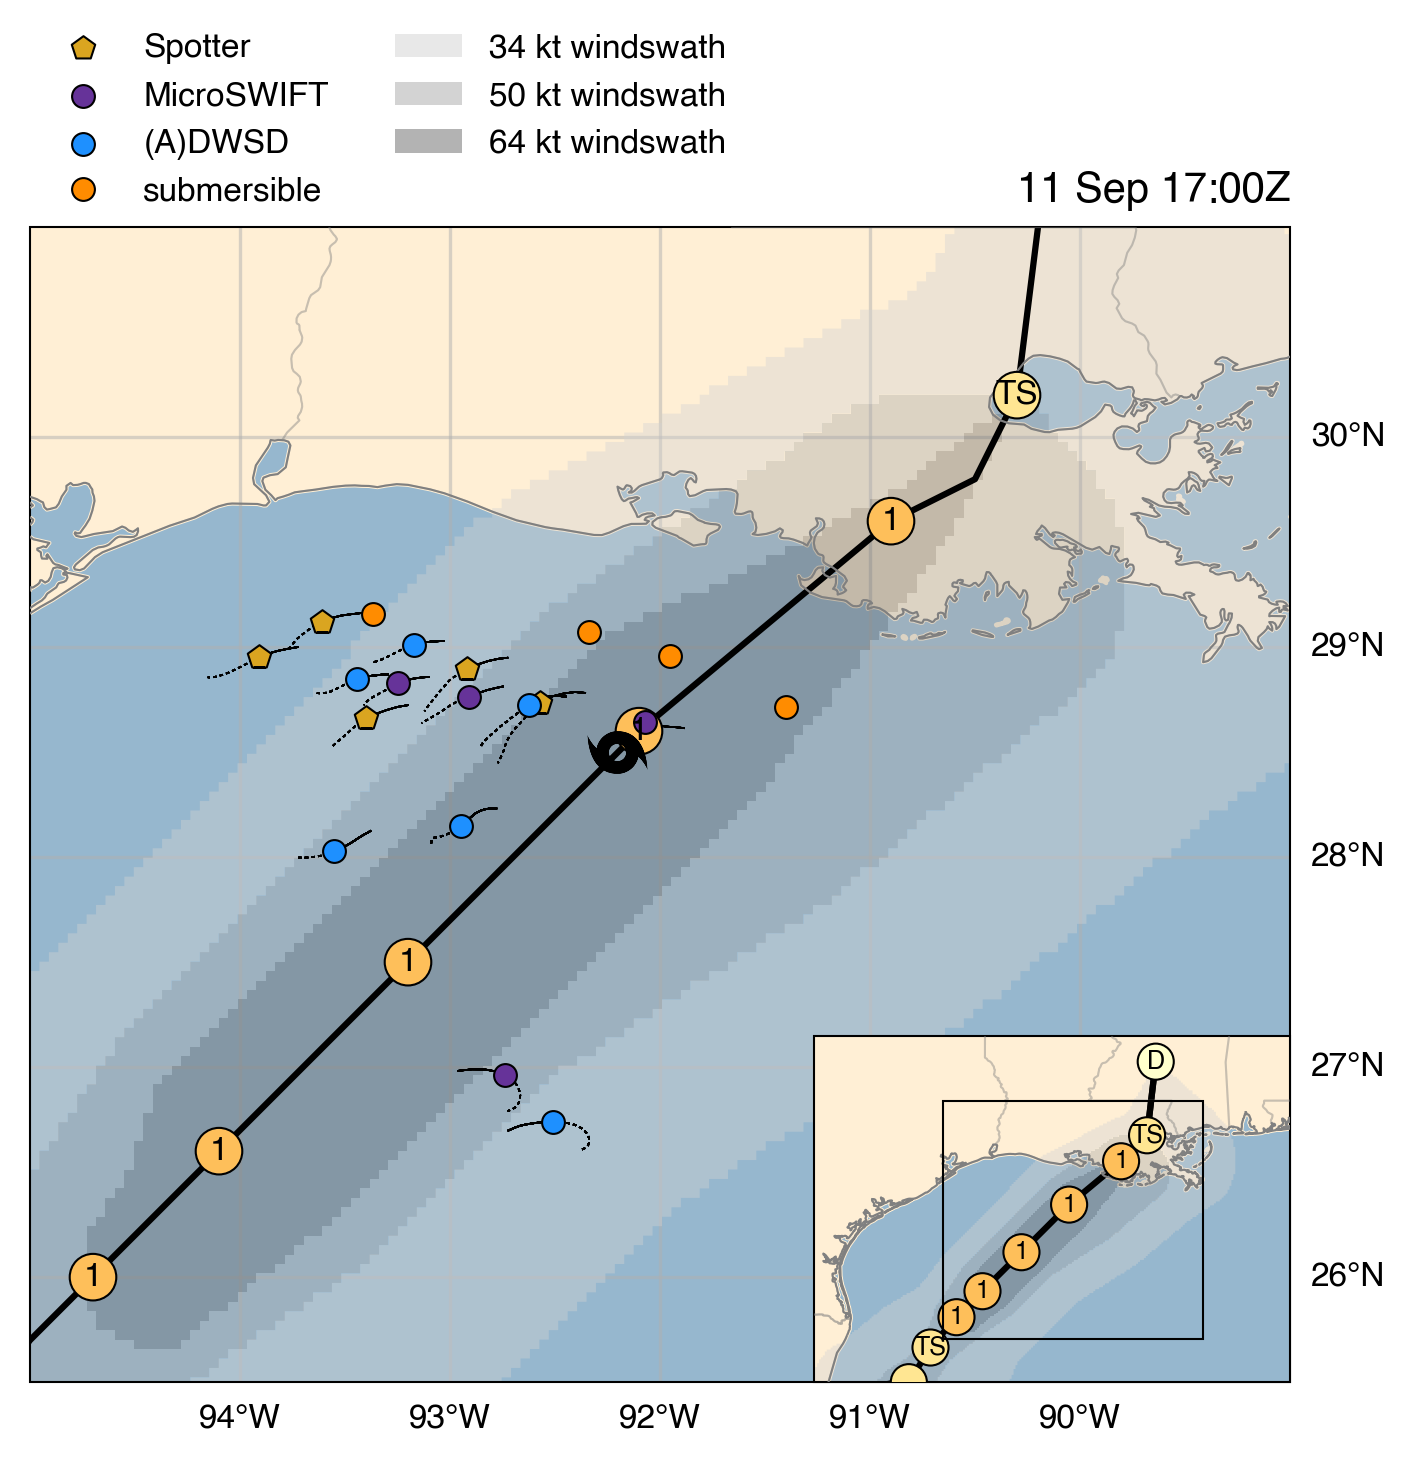 Spotter
34 kt windswath
MicroSWIFT
50 kt windswath
(A)DWSD
64 kt windswath
submersible
11 Sep 17:00Z
TS
30°N
1
29°N
1
28°N
1
27°N
D
TS
1
1
1
1
1
TS
1
26°N
1
94°W
93°W
92°W
91°W
90°W